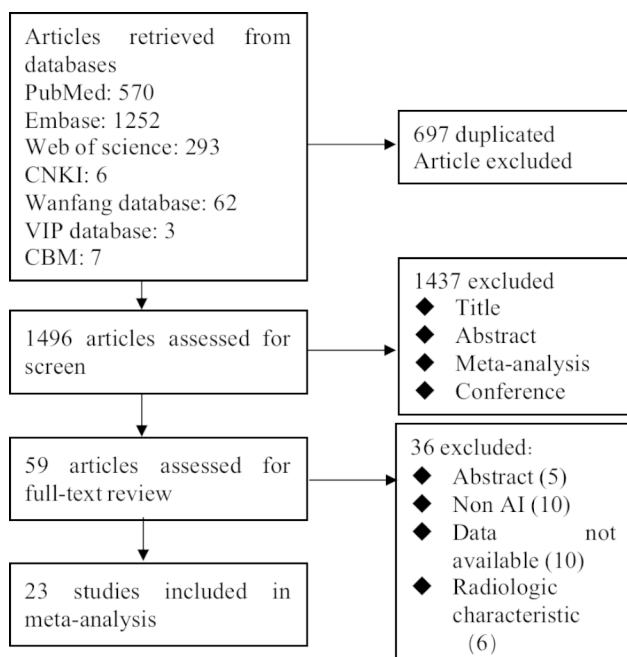 Articles retrieved from
databases
PubMed: 570
Embase: 1252
Web of science: 293
CNKI: 6
Wanfang database: 62
VIP database: 3
CBM: 7
697 duplicated
Article excluded
1496 articles assessed for
screen
1437 excluded
◆ Title
◆ Abstract
◆ Meta-analysis
◆ Conference
59 articles assessed for
full-text review
36 excluded:
◆ Abstract (5)
◆ Non AI (10)
◆ Data not
available (10)
◆ Radiologic
characteristic
(6)
23 studies included in
meta-analysis